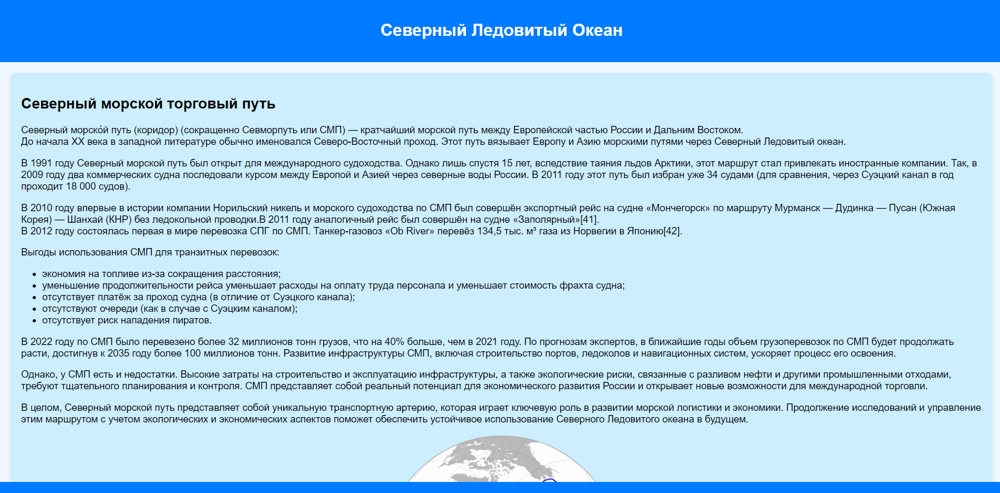 Северный Ледовитый Океан
Северный морской торговый путь
Северный морско́й путь (коридор) (сокращенно Севморпуть или СМП) — кратчайший морской путь между Европейской частью России и Дальним Востоком.
До начала XX века в западной литературе обычно именовался Северо-Восточный проход. Этот путь вязывает Европу и Азию морскими путями через Северный Ледовитый океан.
В 1991 году Северный морской путь был открыт для международного судоходства. Однако лишь спустя 15 лет, вследствие таяния льдов Арктики, этот маршрут стал привлекать иностранные компании. Так, в
2009 году два коммерческих судна последовали курсом между Европой и Азией через северные воды России. В 2011 году этот путь был избран уже 34 судами (для сравнения, через Суэцкий канал в год
проходит 18 000 судов).
В 2010 году впервые в истории компании Норильский никель и морского судоходства по СМП был совершён экспортный рейс на судне «Мончегорск» по маршруту Мурманск — Дудинка — Пусан (Южная
Корея) — Шанхай (КНР) без ледокольной проводки.В 2011 году аналогичный рейс был совершён на судне «Заполярный»[41].
В 2012 году состоялась первая в мире перевозка СПГ по СМП. Танкер-газовоз «Ob River» перевёз 134,5 тыс. м³ газа из Норвегии в Японию[42].
Выгоды использования СМП для транзитных перевозок:
• экономия на топливе из-за сокращения расстояния;
• уменьшение продолжительности рейса уменьшает расходы на оплату труда персонала и уменьшает стоимость фрахта судна;
• отсутствует платёж за проход судна (в отличие от Суэцкого канала);
• отсутствуют очереди (как в случае с Суэцким каналом);
• отсутствует риск нападения пиратов.
В 2022 году по СМП было перевезено более 32 миллионов тонн грузов, что на 40% больше, чем в 2021 году. По прогнозам экспертов, в ближайшие годы объем грузоперевозок по СМП будет продолжать
расти, достигнув к 2035 году более 100 миллионов тонн. Развитие инфраструктуры СМП, включая строительство портов, ледоколов и навигационных систем, ускоряет процесс его освоения.
Однако, у СМП есть и недостатки. Высокие затраты на строительство и эксплуатацию инфраструктуры, а также экологические риски, связанные с разливом нефти и другими промышленными отходами,
требуют тщательного планирования и контроля. СМП представляет собой реальный потенциал для экономического развития России и открывает новые возможности для международной торговли.
В целом, Северный морской путь представляет собой уникальную транспортную артерию, которая играет ключевую роль в развитии морской логистики и экономики. Продолжение исследований и управление
этим маршрутом с учетом экологических и экономических аспектов поможет обеспечить устойчивое использование Северного Ледовитого океана в будущем.